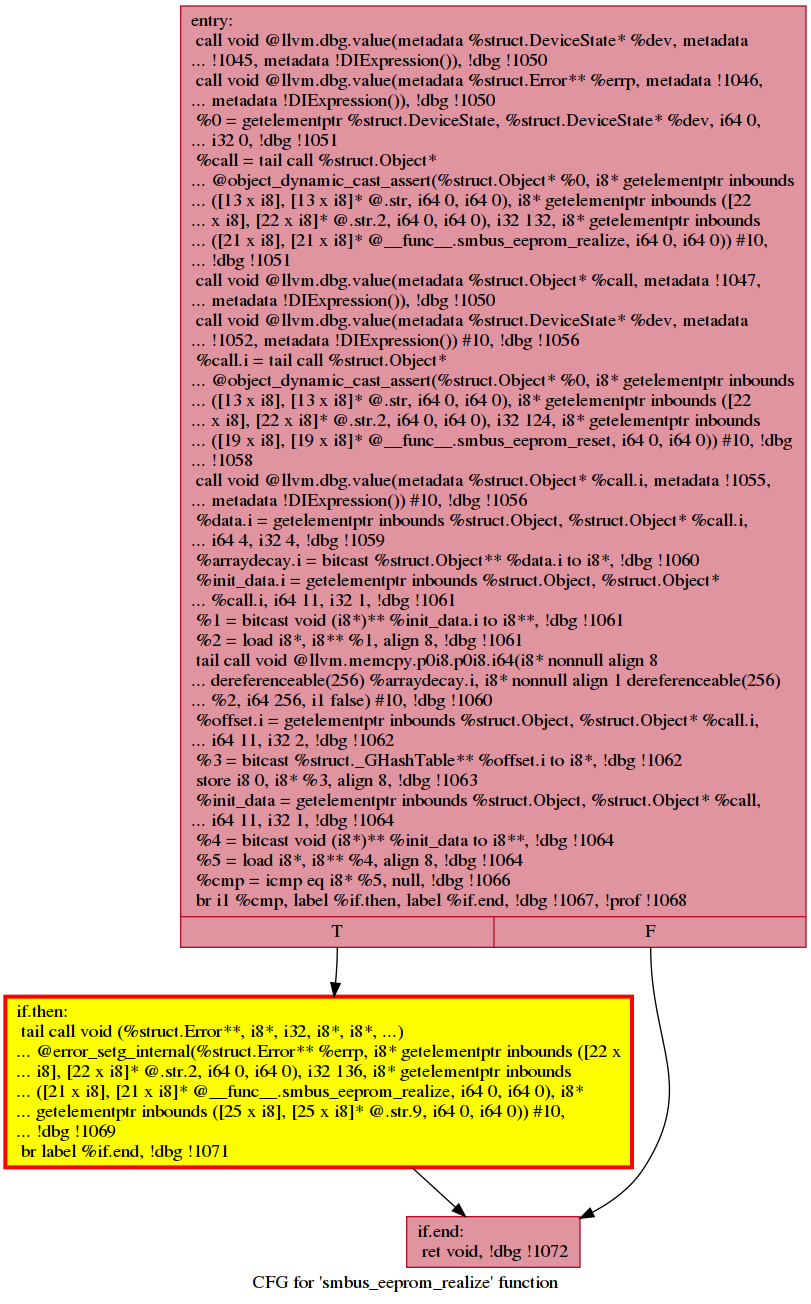 entry:
call void @llvm.dbg.value(metadata %struct.DeviceState* %dev, metadata
... !1045, metadata !DIExpression()), !dbg !1050
call void @llvm.dbg.value(metadata %struct.Error** %errp, metadata !1046,
... metadata !DIExpression()), !dbg !1050
%0 = getelementptr %struct.DeviceState, %struct.DeviceState* %dev, i64 0,
... i32 0, !dbg !1051
%call = tail call %struct.Object*
... @object_dynamic_cast_assert(%struct.Object* %0, i8* getelementptr inbounds
... ([13 x i8], [13 x i8]* @.str, i64 0, i64 0), i8* getelementptr inbounds ([22
... x i8], [22 x i8]* @.str.2, i64 0, i64 0), i32 132, i8* getelementptr inbounds
... ([21 x i8], [21 x i8]* @__func__.smbus_eeprom_realize, i64 0, i64 0)) #10,
... !dbg !1051
call void @llvm.dbg.value(metadata %struct.Object* %call, metadata !1047,
... metadata !DIExpression()), !dbg !1050
call void @llvm.dbg.value(metadata %struct.DeviceState* %dev, metadata
... !1052, metadata !DIExpression()) #10, !dbg !1056
%call.i = tail call %struct.Object*
... @object_dynamic_cast_assert(%struct.Object* %0, i8* getelementptr inbounds
... ([13 x i8], [13 x i8]* @.str, i64 0, i64 0), i8* getelementptr inbounds ([22
... x i8], [22 x i8]* @.str.2, i64 0, i64 0), i32 124, i8* getelementptr inbounds
... ([19 x i8], [19 x i8]* @__func__.smbus_eeprom_reset, i64 0, i64 0)) #10, !dbg
... !1058
call void @llvm.dbg.value(metadata %struct.Object* %call.i, metadata !1055,
... metadata !DIExpression()) #10, !dbg !1056
%data.i = getelementptr inbounds %struct.Object, %struct.Object* %call.i,
... i64 4, i32 4, !dbg !1059
%arraydecay.i = bitcast %struct.Object** %data.i to i8*, !dbg !1060
%init_data.i = getelementptr inbounds %struct.Object, %struct.Object*
... %call.i, i64 11, i32 1, !dbg !1061
%1 = bitcast void (i8*)** %init_data.i to i8**, !dbg !1061
%2 = load i8*, i8** %1, align 8, !dbg !1061
tail call void @llvm.memcpy.p0i8.p0i8.i64(i8* nonnull align 8
... dereferenceable(256) %arraydecay.i, i8* nonnull align 1 dereferenceable(256)
... %2, i64 256, i1 false) #10, !dbg !1060
%offset.i = getelementptr inbounds %struct.Object, %struct.Object* %call.i,
... i64 11, i32 2, !dbg !1062
%3 = bitcast %struct._GHashTable** %offset.i to i8*, !dbg !1062
store i8 0, i8* %3, align 8, !dbg !1063
%init_data = getelementptr inbounds %struct.Object, %struct.Object* %call,
... i64 11, i32 1, !dbg !1064
%4 = bitcast void (i8*)** %init_data to i8**, !dbg !1064
%5 = load i8*, i8** %4, align 8, !dbg !1064
%cmp = icmp eq i8* %5, null, !dbg !1066
br i1 %cmp, label %if.then, label %if.end, !dbg !1067, !prof !1068
T F
if.then:
tail call void (%struct.Error**, i8*, i32, i8*, i8*, ...)
... @error_setg_internal(%struct.Error** %errp, i8* getelementptr inbounds ([22 x
... i8], [22 x i8]* @.str.2, i64 0, i64 0), i32 136, i8* getelementptr inbounds
... ([21 x i8], [21 x i8]* @__func__.smbus_eeprom_realize, i64 0, i64 0), i8*
... getelementptr inbounds ([25 x i8], [25 x i8]* @.str.9, i64 0, i64 0)) #10,
... !dbg !1069
br label %if.end, !dbg !1071
if.end:
ret void, !dbg !1072
CFG for 'smbus_eeprom_realize' function